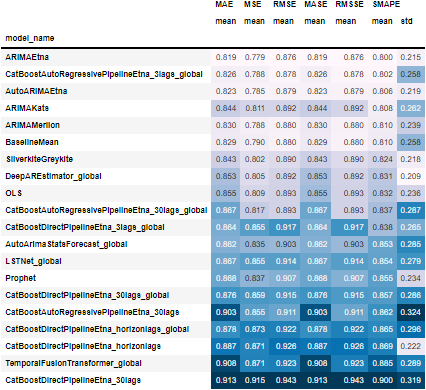 MAE MSE RMSE MASE RMSSE SMAPE
mean mean mean mean mean mean std
model_name
ARIMAEtna 0.819 0.779 0.876 0.819 0.876 0.800 0.215
CatBoostAutoRegressivePipelineEtna_3lags_global 0.826 0.788 0.878 0.826 0.878 0.802 0.258
AutoARIMAEtna 0.823 0.785 0.879 0.823 0.879 0.806 0.219
ARIMAKats 0.844 0.811 0.892 0.844 0.892 0.808 0.262
ARIMAMerlion 0.830 0.786 0.880 0.830 0.880 0.810 0.239
BaselineMean 0.829 0.790 0.880 0.829 0.880 0.810 0.258
SilverkiteGreykite 0.843 0.802 0.890 0.843 0.890 0.824 0.218
DeepAREstimator_global 0.853 0.805 0.892 0.853 0.892 0.831 0.209
OLS 0.855 0.809 0.893 0.855 0.893 0.832 0.236
CatBoostAutoRegressivePipelineEtna_30lags_global 0.867 0.817 0.893 0.867 0.893 0.837 0.287
CatBoostDirectPipelineEtna_3lags_global 0.864 0.855 0.917 0.864 0.917 0.838 0.265
AutoArimaStatsForecast_global 0.862 0.835 0.903 0.862 0.903 0.853 0.285
LSTNet_global 0.867 0.855 0.914 0.867 0.914 0.854 0.279
Prophet 0.868 0.837 0.907 0.868 0.907 0.855 0.234
CatBoostDirectPipelineEtna_30lags_global 0.876 0.859 0.915 0.876 0.915 0.857 0.286
CatBoostAutoRegressivePipelineEtna_30lags 0.903 0.855 0.911 0.903 0.911 0.862 0.324
CatBoostDirectPipelineEtna_horizonlags_global 0.878 0.873 0.922 0.878 0.922 0.865 0.296
CatBoostDirectPipelineEtna_horizonlags 0.887 0.871 0.926 0.887 0.926 0.869 0.222
TemporalFusionTransformer_global 0.908 0.871 0.923 0.908 0.923 0.885 0.289
CatBoostDirectPipelineEtna_30lags 0.913 0.915 0.943 0.913 0.943 0.900 0.319